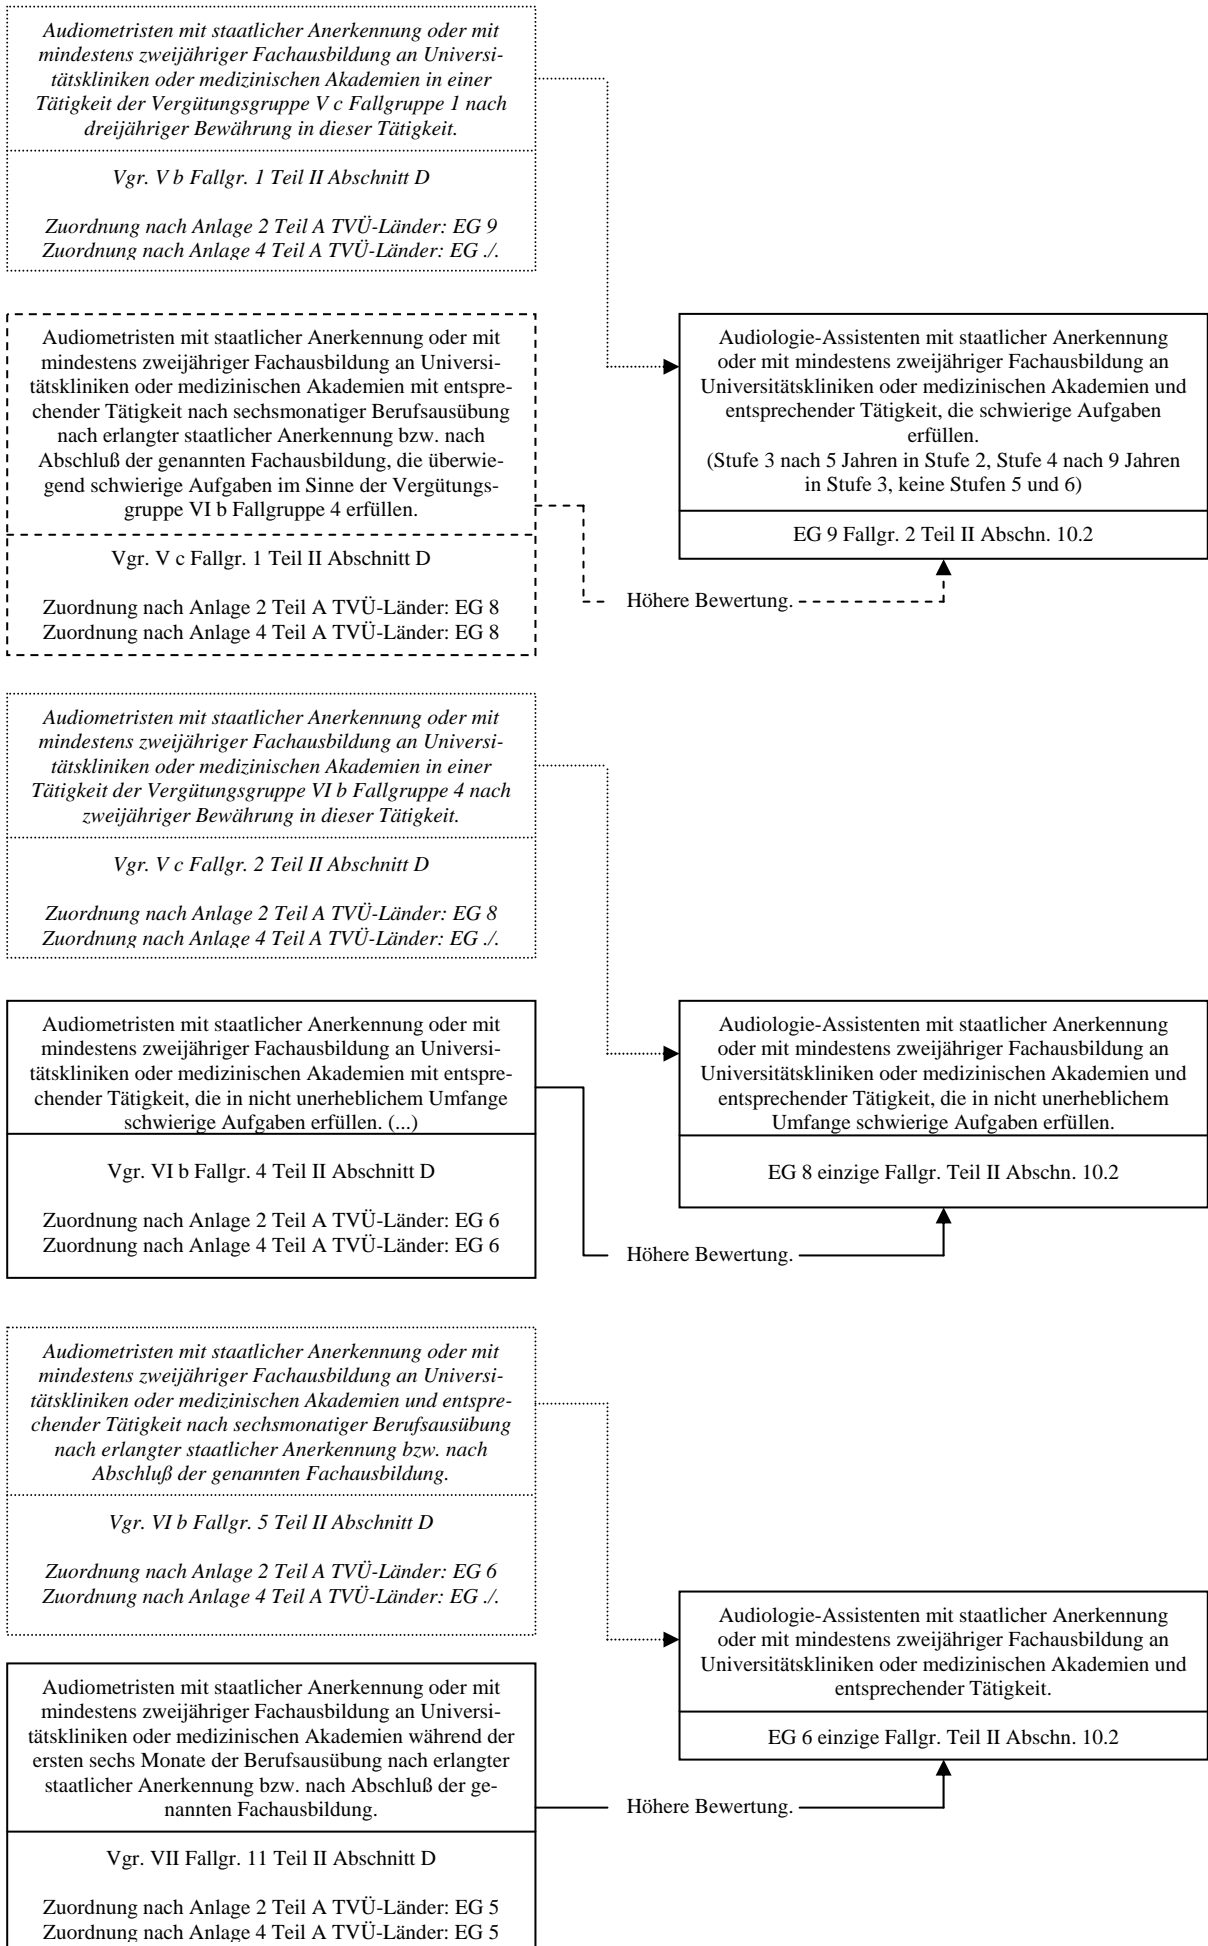 Audiometristen mit staatlicher Anerkennung oder mit
mindestens zweijähriger Fachausbildung an Universi-
tätskliniken oder medizinischen Akademien in einer
Tätigkeit der Vergütungsgruppe V c Fallgruppe 1 nach
dreijähriger Bewährung in dieser Tätigkeit.
Vgr. V b Fallgr. 1 Teil II Abschnitt D
Zuordnung nach Anlage 2 Teil A TVÜ-Länder: EG 9
Zuordnung nach Anlage 4 Teil A TVÜ-Länder: EG ./.
Audiometristen mit staatlicher Anerkennung oder mit
mindestens zweijähriger Fachausbildung an Universi-
tätskliniken oder medizinischen Akademien mit entspre-
chender Tätigkeit nach sechsmonatiger Berufsausübung
nach erlangter staatlicher Anerkennung bzw. nach
Abschluß der genannten Fachausbildung, die überwie-
gend schwierige Aufgaben im Sinne der Vergütungs-
gruppe VI b Fallgruppe 4 erfüllen.
Vgr. V c Fallgr. 1 Teil II Abschnitt D
Zuordnung nach Anlage 2 Teil A TVÜ-Länder: EG 8
Zuordnung nach Anlage 4 Teil A TVÜ-Länder: EG 8
Audiologie-Assistenten mit staatlicher Anerkennung
oder mit mindestens zweijähriger Fachausbildung an
Universitätskliniken oder medizinischen Akademien und
entsprechender Tätigkeit, die schwierige Aufgaben
erfüllen.
(Stufe 3 nach 5 Jahren in Stufe 2, Stufe 4 nach 9 Jahren
in Stufe 3, keine Stufen 5 und 6)
EG 9 Fallgr. 2 Teil II Abschn. 10.2
Höhere Bewertung.
Audiometristen mit staatlicher Anerkennung oder mit
mindestens zweijähriger Fachausbildung an Universi-
tätskliniken oder medizinischen Akademien in einer
Tätigkeit der Vergütungsgruppe VI b Fallgruppe 4 nach
zweijähriger Bewährung in dieser Tätigkeit.
Vgr. V c Fallgr. 2 Teil II Abschnitt D
Zuordnung nach Anlage 2 Teil A TVÜ-Länder: EG 8
Zuordnung nach Anlage 4 Teil A TVÜ-Länder: EG ./.
Audiometristen mit staatlicher Anerkennung oder mit
mindestens zweijähriger Fachausbildung an Universi-
tätskliniken oder medizinischen Akademien mit entspre-
chender Tätigkeit, die in nicht unerheblichem Umfange
schwierige Aufgaben erfüllen. (...)
Vgr. VI b Fallgr. 4 Teil II Abschnitt D
Zuordnung nach Anlage 2 Teil A TVÜ-Länder: EG 6
Zuordnung nach Anlage 4 Teil A TVÜ-Länder: EG 6
Audiologie-Assistenten mit staatlicher Anerkennung
oder mit mindestens zweijähriger Fachausbildung an
Universitätskliniken oder medizinischen Akademien und
entsprechender Tätigkeit, die in nicht unerheblichem
Umfange schwierige Aufgaben erfüllen.
EG 8 einzige Fallgr. Teil II Abschn. 10.2
Höhere Bewertung.
Audiometristen mit staatlicher Anerkennung oder mit
mindestens zweijähriger Fachausbildung an Universi-
tätskliniken oder medizinischen Akademien und entspre-
chender Tätigkeit nach sechsmonatiger Berufsausübung
nach erlangter staatlicher Anerkennung bzw. nach
Abschluß der genannten Fachausbildung.
Vgr. VI b Fallgr. 5 Teil II Abschnitt D
Zuordnung nach Anlage 2 Teil A TVÜ-Länder: EG 6
Zuordnung nach Anlage 4 Teil A TVÜ-Länder: EG ./.
Audiometristen mit staatlicher Anerkennung oder mit
mindestens zweijähriger Fachausbildung an Universi-
tätskliniken oder medizinischen Akademien während der
ersten sechs Monate der Berufsausübung nach erlangter
staatlicher Anerkennung bzw. nach Abschluß der ge-
nannten Fachausbildung.
Vgr. VII Fallgr. 11 Teil II Abschnitt D
Zuordnung nach Anlage 2 Teil A TVÜ-Länder: EG 5
Zuordnung nach Anlage 4 Teil A TVÜ-Länder: EG 5
Audiologie-Assistenten mit staatlicher Anerkennung
oder mit mindestens zweijähriger Fachausbildung an
Universitätskliniken oder medizinischen Akademien und
entsprechender Tätigkeit.
EG 6 einzige Fallgr. Teil II Abschn. 10.2
Höhere Bewertung.